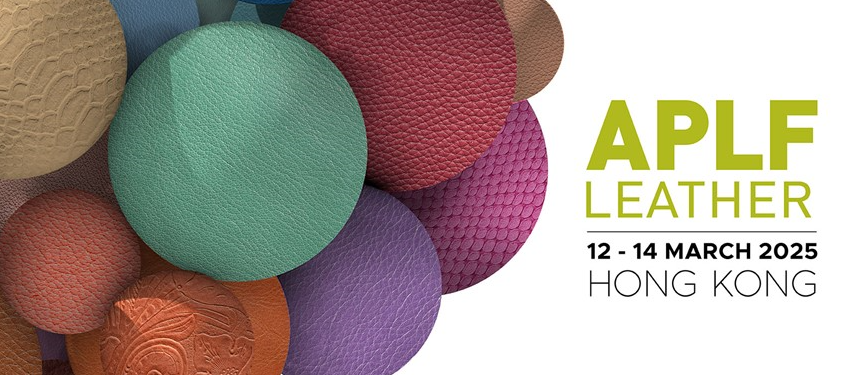 APLF
LEATHER
12 - 14 MARCH 2025
HONG KONG